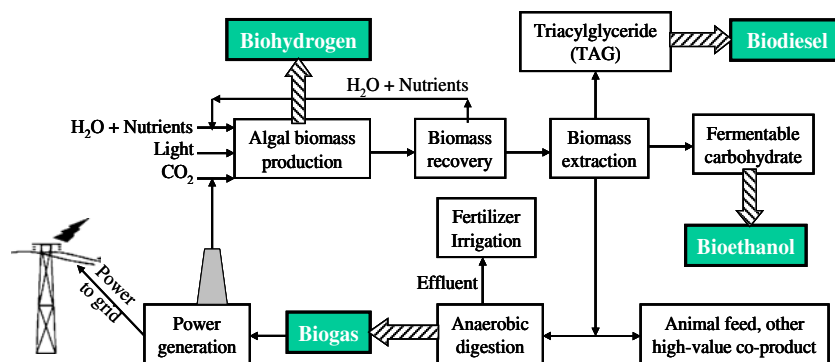 Biohydrogen
Triacylglyceride
(TAG)
Biodiesel
H₂O + Nutrients
H₂O + Nutrients
Light
CO₂
Algal biomass
production
Biomass
recovery
Biomass
extraction
Fermentable
carbohydrate
Fertilizer
Irrigation
Bioethanol
Effluent
Power
to grid
Power
generation
Biogas
Anaerobic
digestion
Animal feed, other
high-value co-product